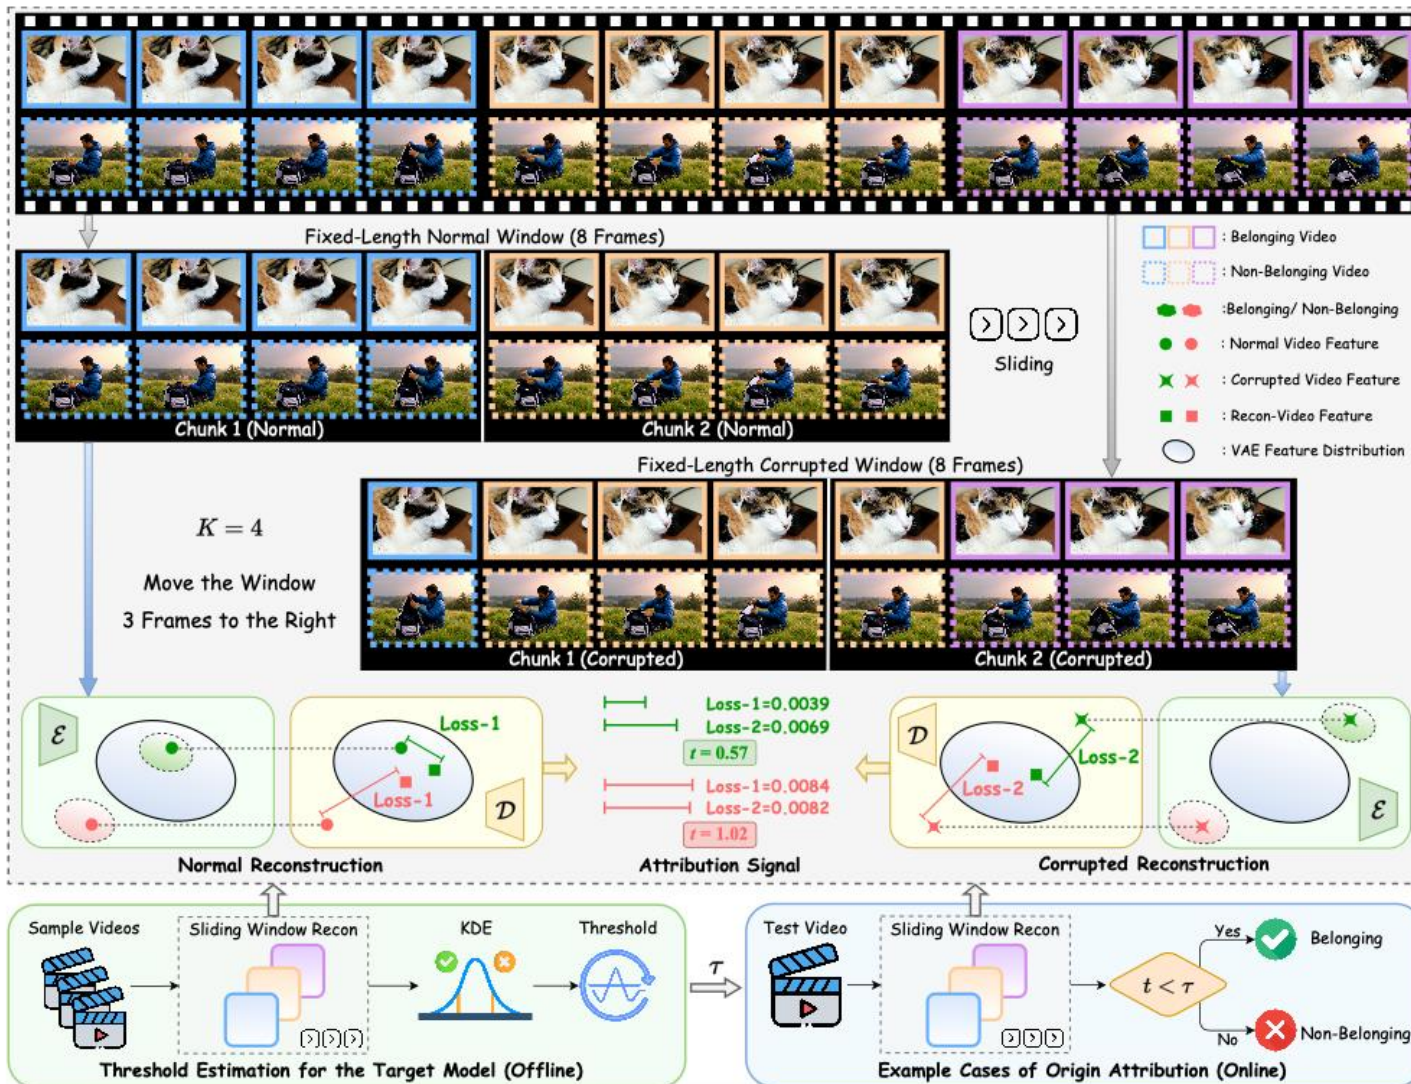 Fixed-Length Normal Window (8 Frames)
: Belonging Video
: Non-Belonging Video
:Belonging/ Non-Belonging
: Normal Video Feature
: Corrupted Video Feature
: Recon-Video Feature
: VAE Feature Distribution
Sliding
Chunk 1 (Normal)
Chunk 2 (Normal)
Fixed-Length Corrupted Window (8 Frames)
K = 4
Move the Window
3 Frames to the Right
Chunk 1 (Corrupted)
Chunk 2 (Corrupted)
ℰ
Loss-1
Loss-1
𝒟
Normal Reconstruction
Loss-1=0.0039
Loss-2=0.0069
t = 0.57
Loss-1=0.0084
Loss-2=0.0082
t = 1.02
Attribution Signal
𝒟
Loss-2
Loss-2
ℰ
Corrupted Reconstruction
Sample Videos
Sliding Window Recon
KDE
Threshold
Threshold Estimation for the Target Model (Offline)
τ
Test Video
Sliding Window Recon
t < τ
Yes
Belonging
No
Non-Belonging
Example Cases of Origin Attribution (Online)